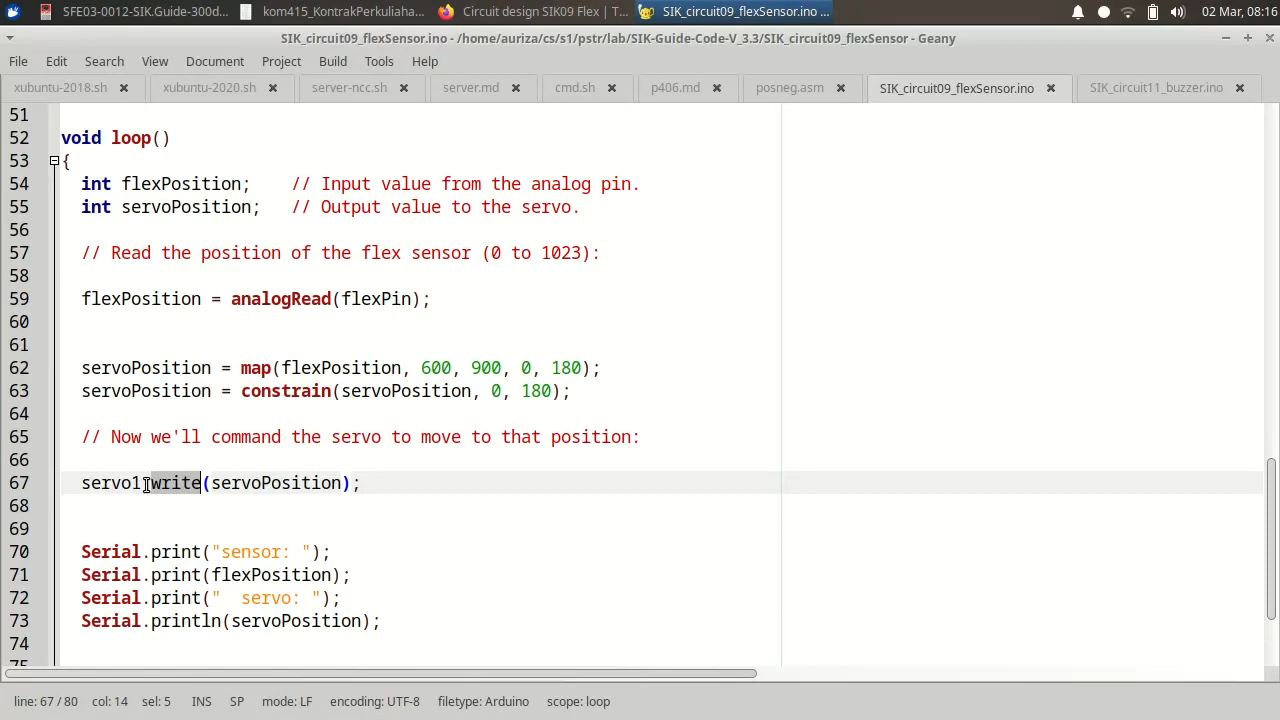 SFE03-0012-SIK.Guide-300d... kom415_KontrakPerkuliaha... Circuit design SIK09 Flex | T... SIK_circuit09_flexSensor.ino ... 02 Mar, 08:16
SIK_circuit09_flexSensor.ino - /home/auriza/cs/s1/pstr/lab/SIK-Guide-Code-V_3.3/SIK_circuit09_flexSensor - Geany
File Edit Search View Document Project Build Tools Help
xubuntu-2018.sh xubuntu-2020.sh server-ncc.sh server.md cmd.sh p406.md posneg.asm SIK_circuit09_flexSensor.ino SIK_circuit11_buzzer.ino
51
52 void loop()
53 {
54   int flexPosition;    // Input value from the analog pin.
55   int servoPosition;   // Output value to the servo.
56
57   // Read the position of the flex sensor (0 to 1023):
58
59   flexPosition = analogRead(flexPin);
60
61
62   servoPosition = map(flexPosition, 600, 900, 0, 180);
63   servoPosition = constrain(servoPosition, 0, 180);
64
65   // Now we'll command the servo to move to that position:
66
67   servo1.write(servoPosition);
68
69
70   Serial.print("sensor: ");
71   Serial.print(flexPosition);
72   Serial.print("  servo: ");
73   Serial.println(servoPosition);
74
75
line: 67 / 80 col: 14 sel: 5 INS SP mode: LF encoding: UTF-8 filetype: Arduino scope: loop